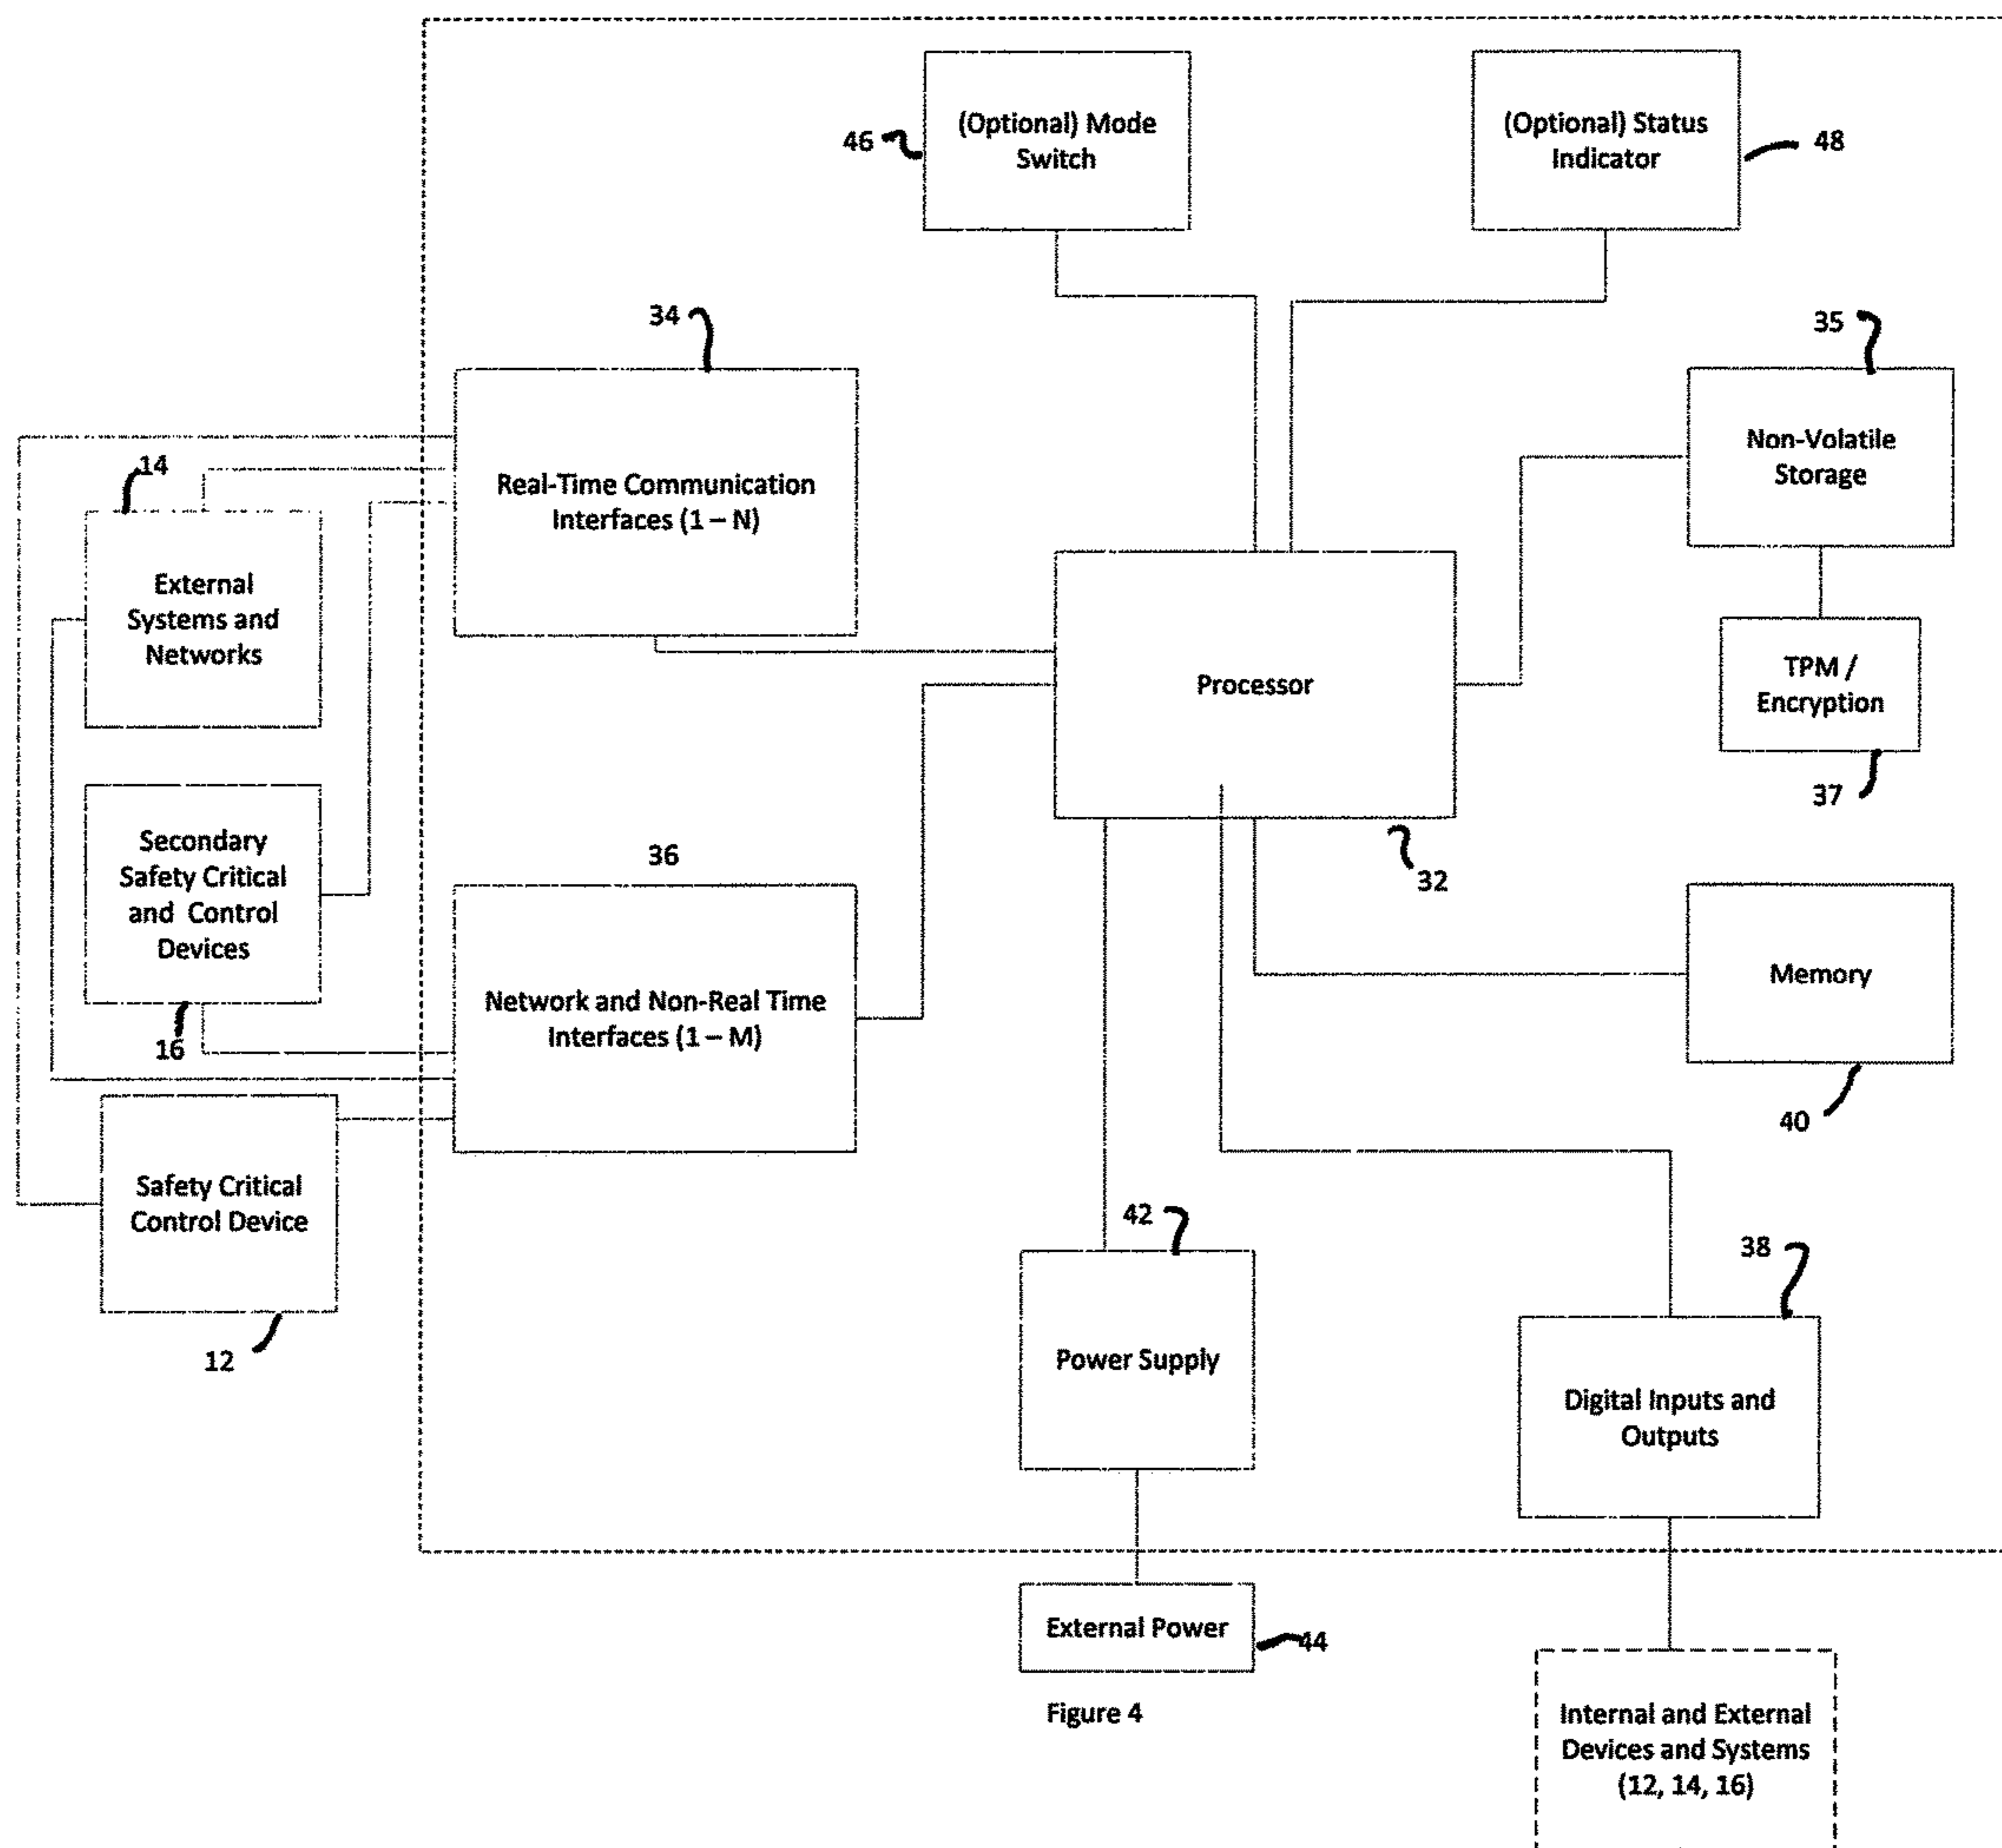 46
(Optional) Mode
Switch
(Optional) Status
Indicator
48
34
35
Real-Time Communication
Interfaces (1 – N)
Non-Volatile
Storage
14
External
Systems and
Networks
Processor
TPM /
Encryption
37
32
Secondary
Safety Critical
and Control
Devices
16
36
Network and Non-Real Time
Interfaces (1 – M)
Memory
40
Safety Critical
Control Device
12
42
Power Supply
38
Digital Inputs and
Outputs
External Power
44
Figure 4
Internal and External
Devices and Systems
(12, 14, 16)